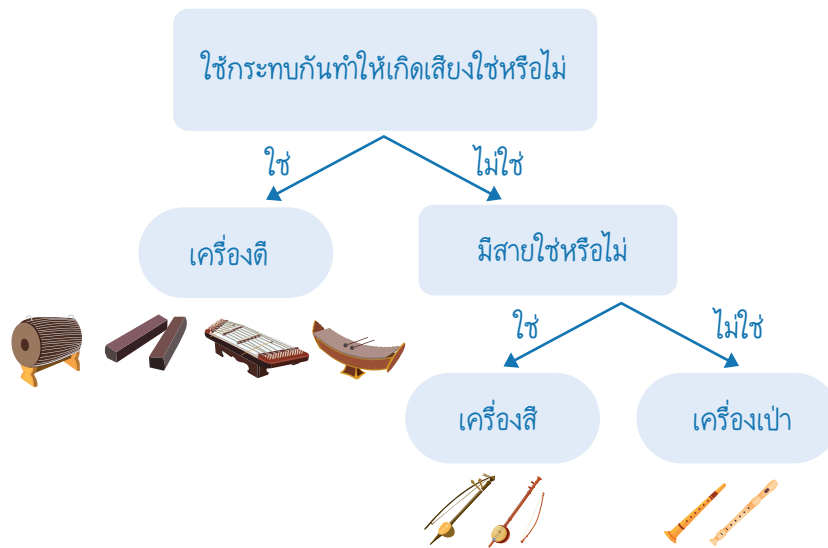 ใช้กระทบกันทำให้เกิดเสียงใช่หรือไม่
ใช่
ไม่ใช่
เครื่องตี
มีสายใช่หรือไม่
ใช่
ไม่ใช่
เครื่องสี
เครื่องเป่า